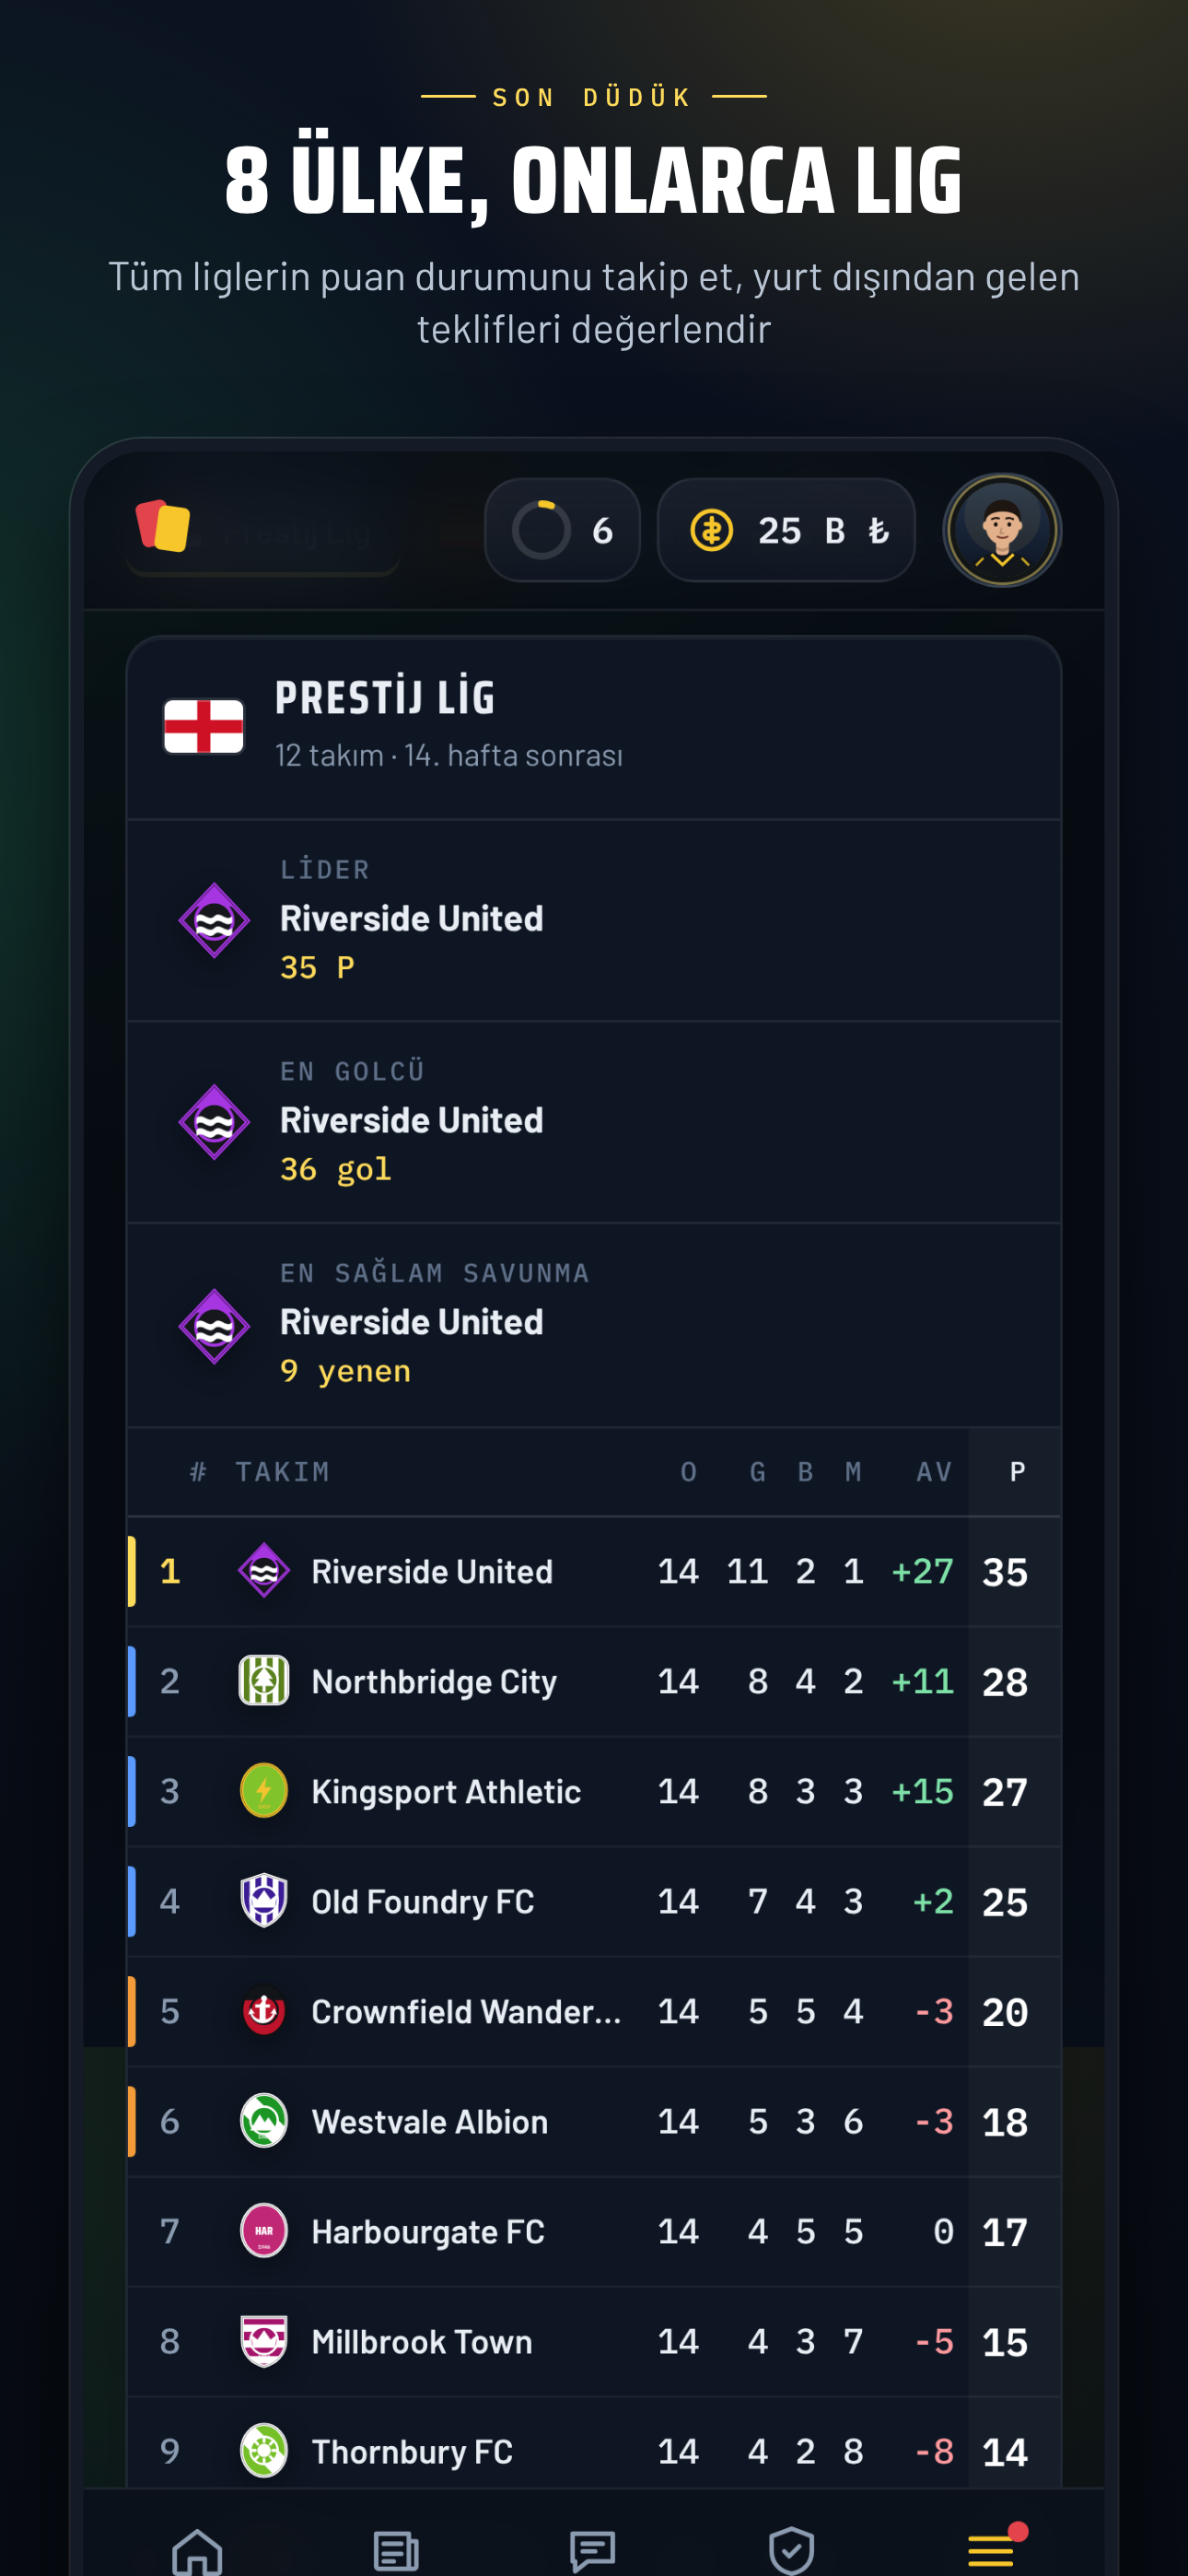 SON DÜDÜK
8 ÜLKE, ONLARCA LIG
Tüm liglerin puan durumunu takip et, yurt dışından gelen
teklifleri değerlendir
Prestij Lig
6
25 B ₺
PRESTİJ LİG
12 takım · 14. hafta sonrası
LİDER
Riverside United
35 P
EN GOLCÜ
Riverside United
36 gol
EN SAĞLAM SAVUNMA
Riverside United
9 yenen
# TAKIM O G B M AV P
1 Riverside United 14 11 2 1 +27 35
2 Northbridge City 14 8 4 2 +11 28
3 Kingsport Athletic 14 8 3 3 +15 27
4 Old Foundry FC 14 7 4 3 +2 25
5 Crownfield Wander... 14 5 5 4 -3 20
6 Westvale Albion 14 5 3 6 -3 18
7 HAR Harbourgate FC 14 4 5 5 0 17
8 Millbrook Town 14 4 3 7 -5 15
9 Thornbury FC 14 4 2 8 -8 14